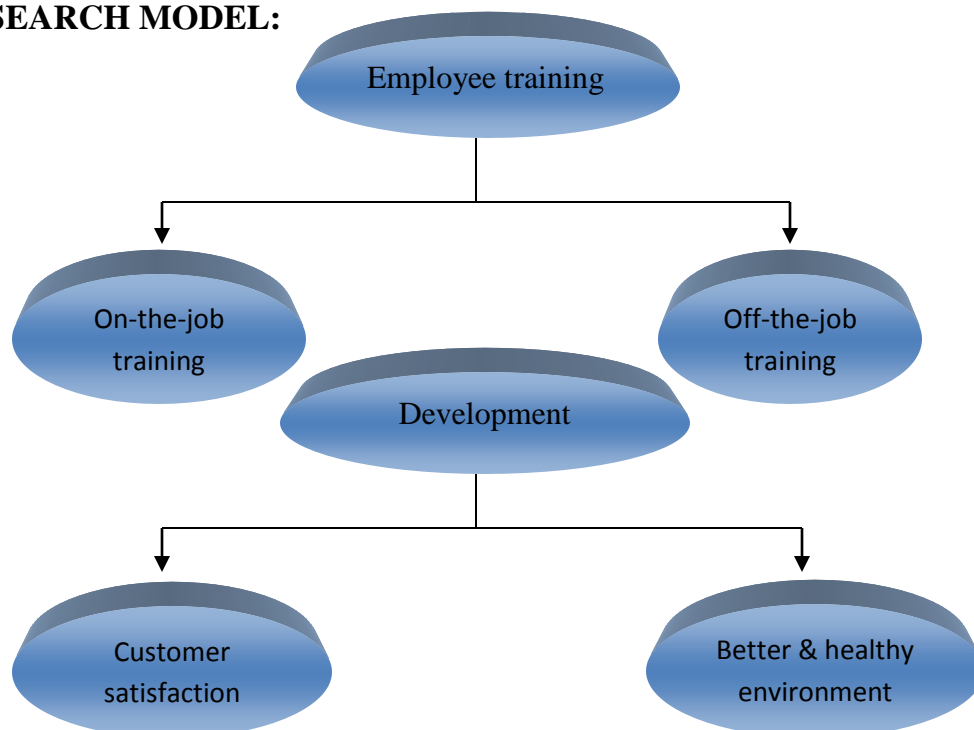 SEARCH MODEL:
Employee training
On-the-job
training
Off-the-job
training
Development
Customer
satisfaction
Better & healthy
environment